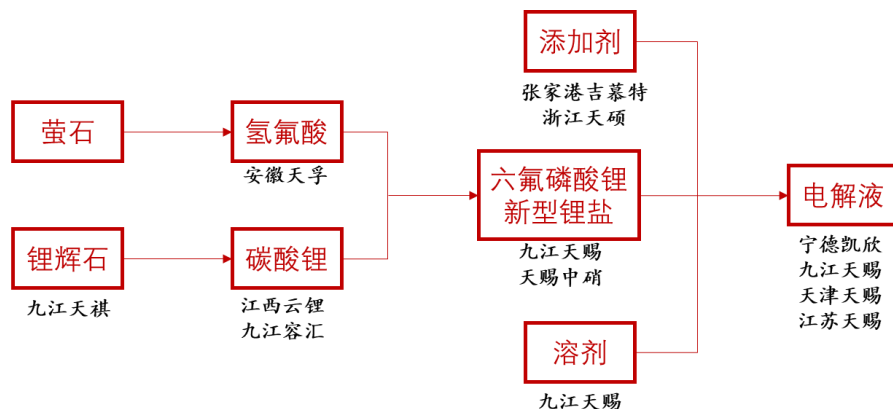 添加剂
张家港吉慕特
浙江天硕
萤石
氢氟酸
安徽天孚
六氟磷酸锂
新型锂盐
九江天赐
天赐中硝
电解液
宁德凯欣
九江天赐
天津天赐
江苏天赐
锂辉石
九江天祺
碳酸锂
江西云锂
九江容汇
溶剂
九江天赐